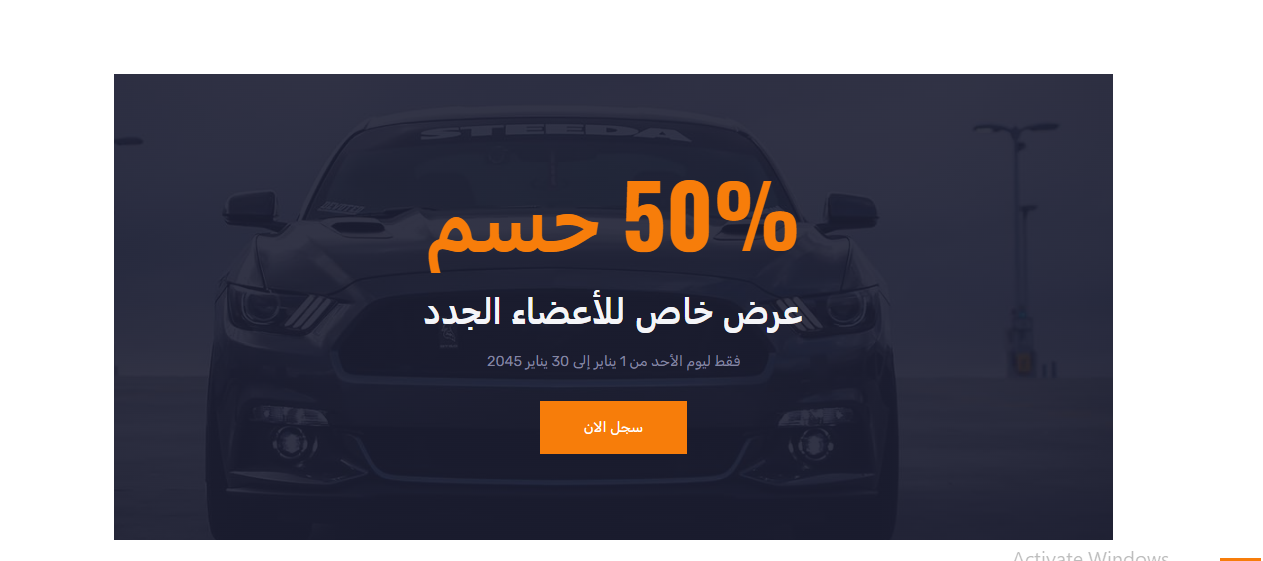 STEEDA
50% حسم
عرض خاص للأعضاء الجدد
فقط ليوم الأحد من 1 يناير إلى 30 يناير 2045
سجل الان
Activate Windows